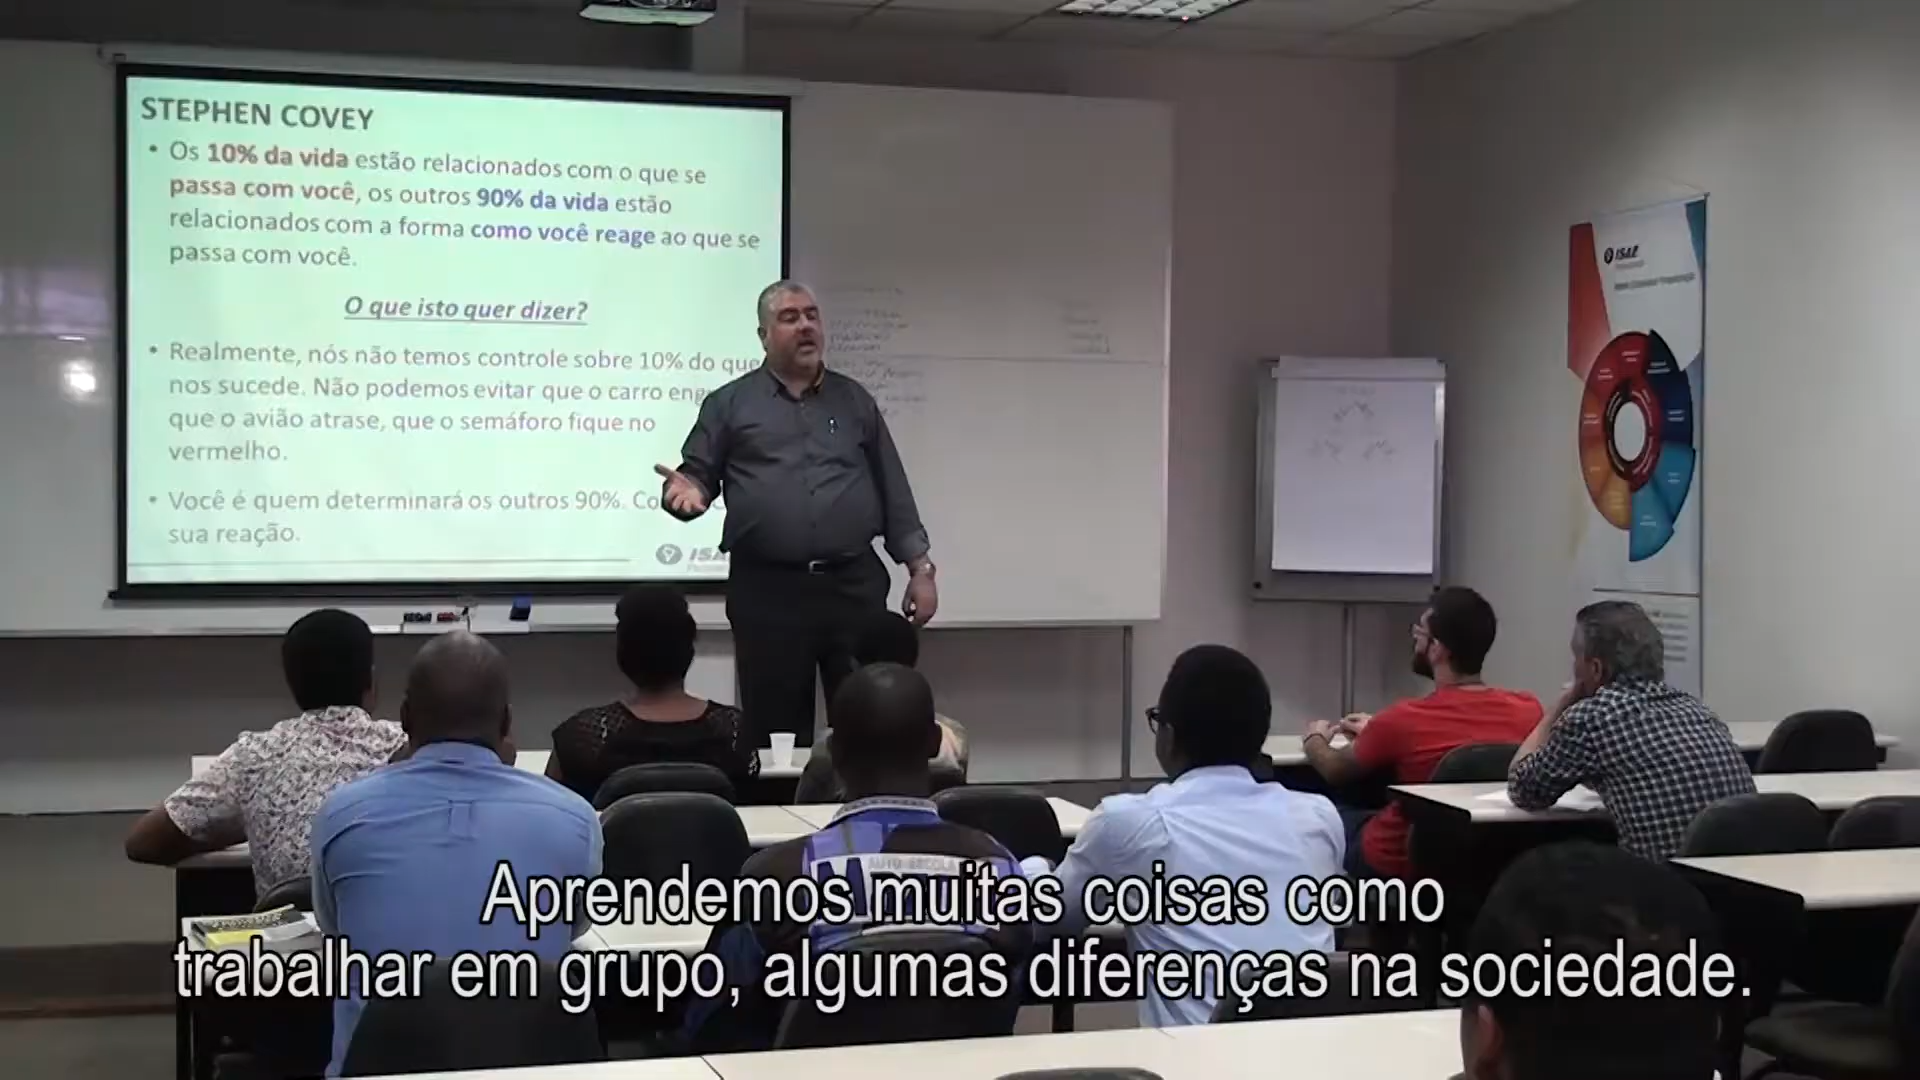 STEPHEN COVEY
• Os 10% da vida estão relacionados com o que se
passa com você, os outros 90% da vida estão
relacionados com a forma como você reage ao que se
passa com você.
O que isto quer dizer?
• Realmente, nós não temos controle sobre 10% do que
nos sucede. Não podemos evitar que o carro eng
que o avião atrase, que o semáforo fique no
vermelho.
• Você é quem determinará os outros 90%. Co
sua reação.
ISA
ISAE
AUTO ESCOLA
Aprendemos muitas coisas como
trabalhar em grupo, algumas diferenças na sociedade.